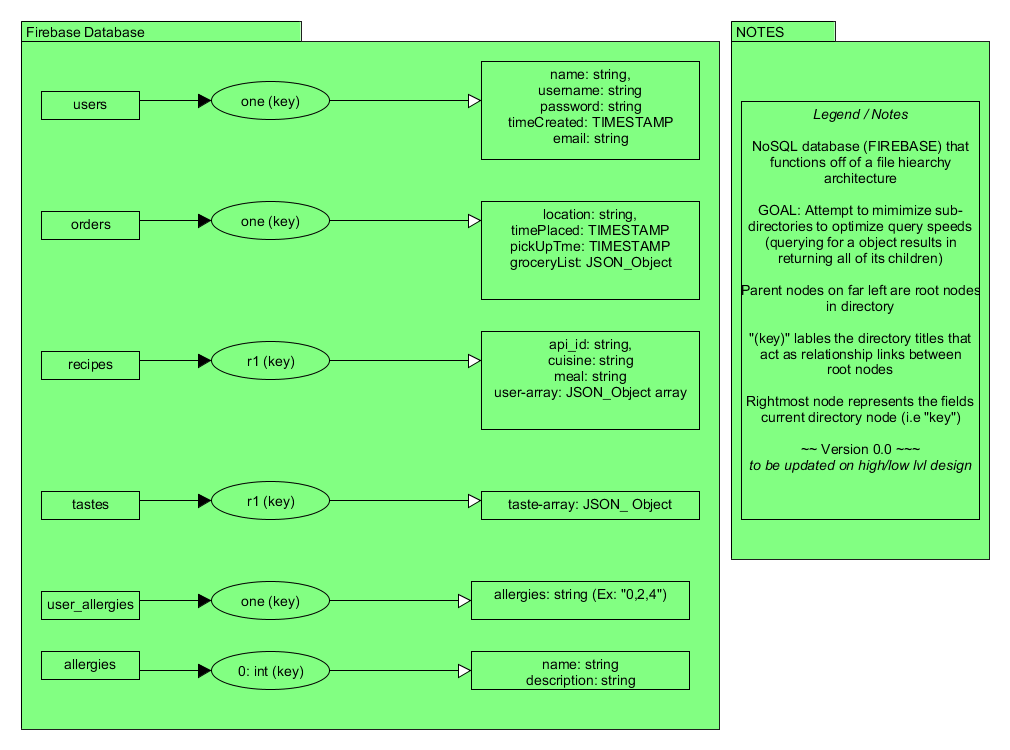 Firebase Database
users
one (key)
name: string,
username: string
password: string
timeCreated: TIMESTAMP
email: string
orders
one (key)
location: string,
timePlaced: TIMESTAMP
pickUpTme: TIMESTAMP
groceryList: JSON_Object
recipes
r1 (key)
api_id: string,
cuisine: string
meal: string
user-array: JSON_Object array
tastes
r1 (key)
taste-array: JSON_ Object
user_allergies
one (key)
allergies: string (Ex: "0,2,4")
allergies
0: int (key)
name: string
description: string
NOTES
Legend / Notes
NoSQL database (FIREBASE) that
functions off of a file hiearchy
architecture
GOAL: Attempt to mimimize sub-
directories to optimize query speeds
(querying for a object results in
returning all of its children)
Parent nodes on far left are root nodes
in directory
"(key)" lables the directory titles that
act as relationship links between
root nodes
Rightmost node represents the fields
current directory node (i.e "key")
~~ Version 0.0 ~~~
to be updated on high/low lvl design